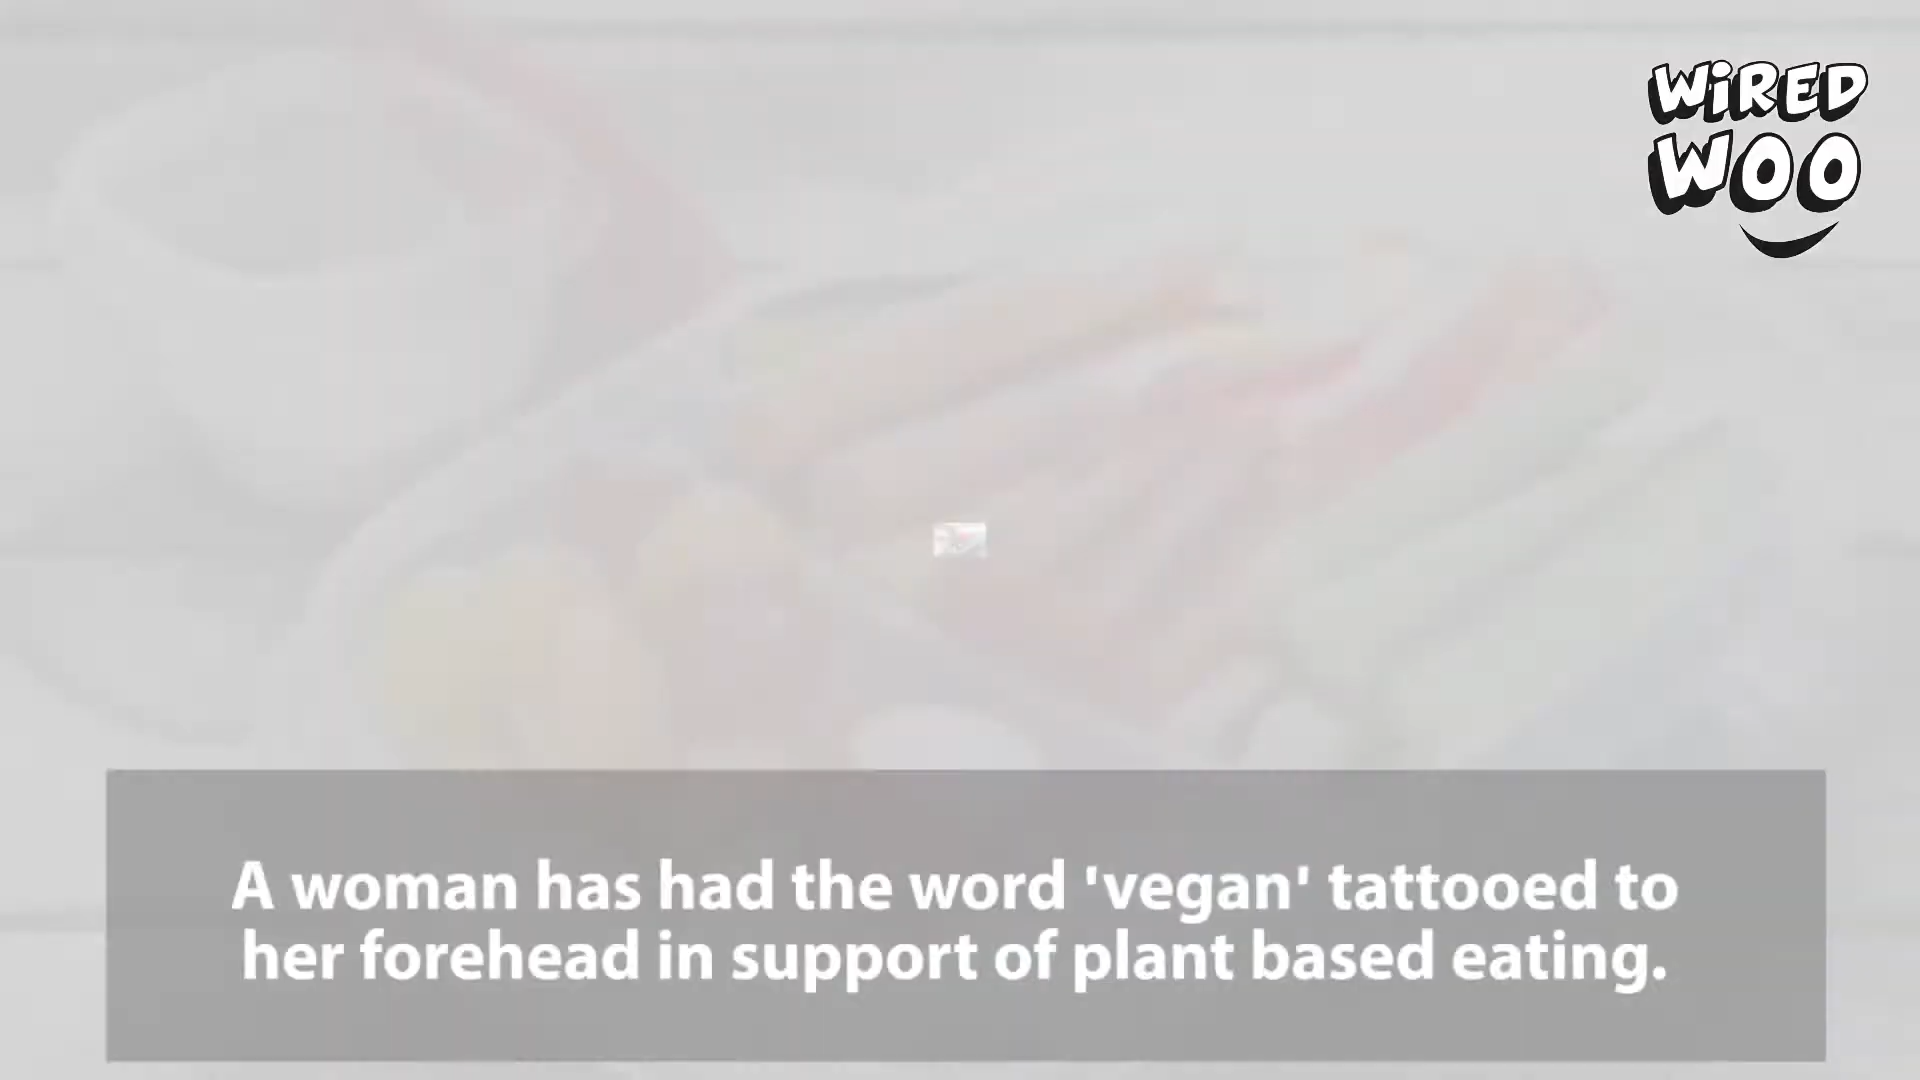 WiRED
WOO
A woman has had the word 'vegan' tattooed to
her forehead in support of plant based eating.